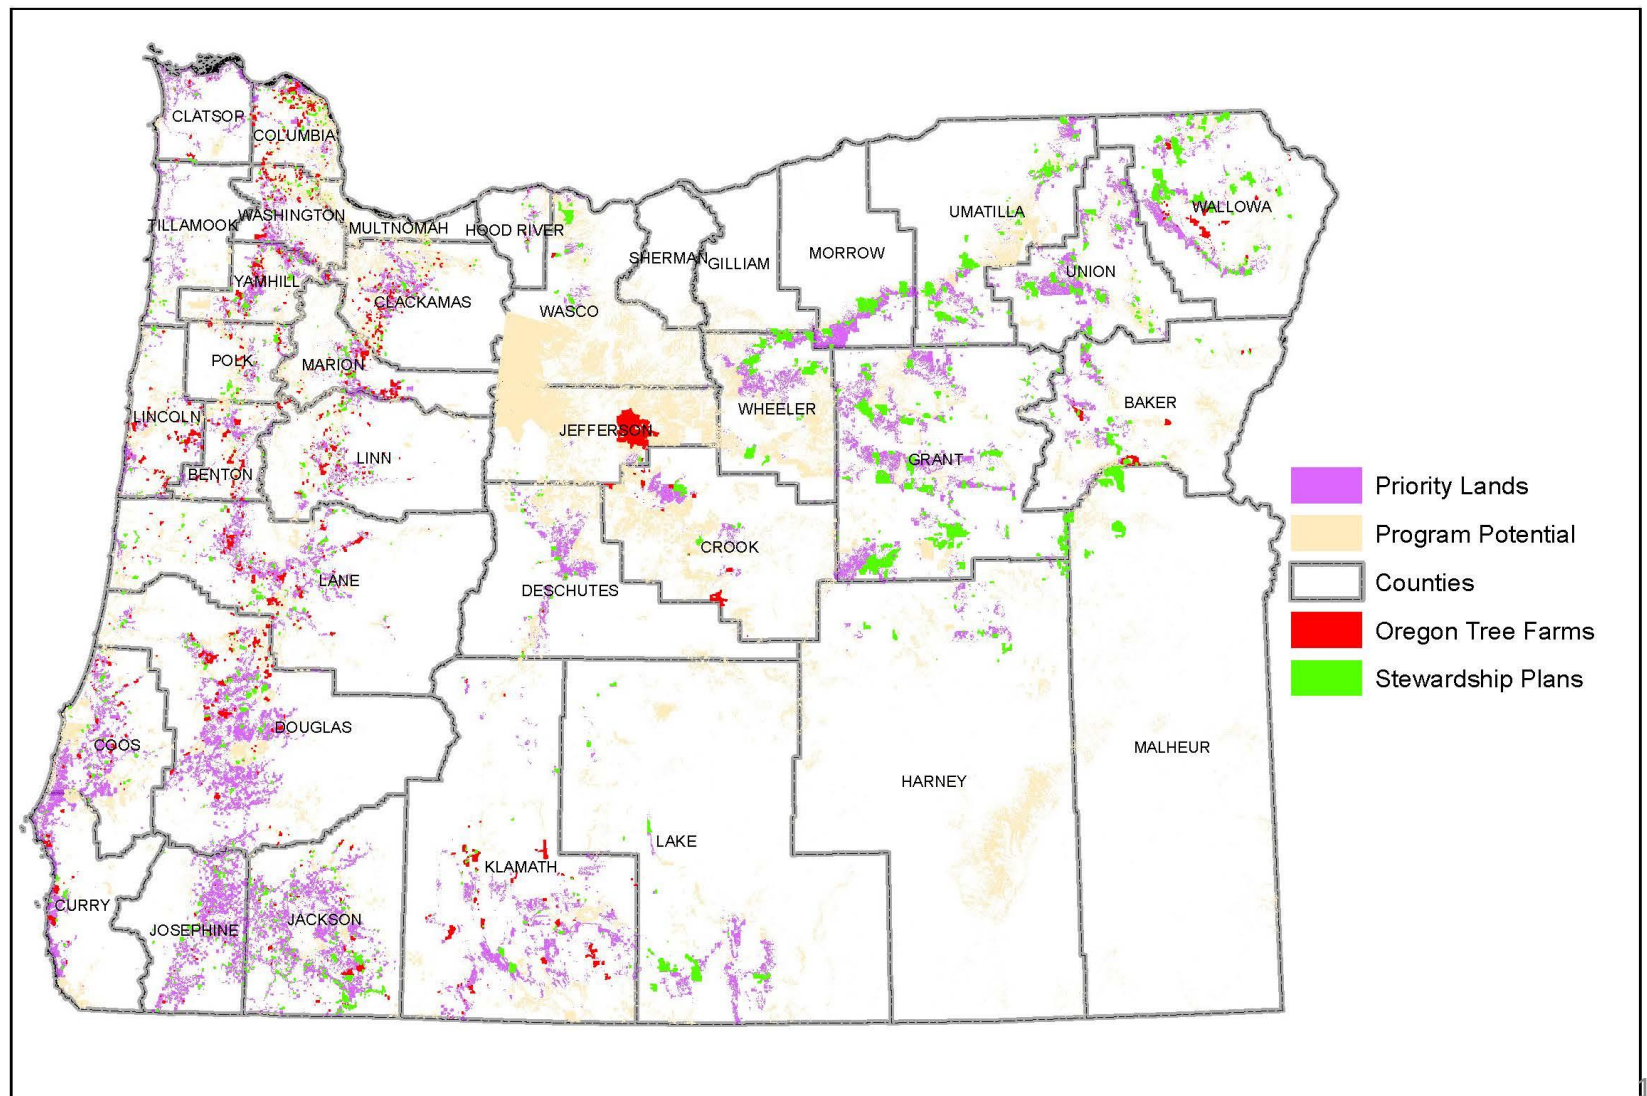 CLATSOP
COLUMBIA
TILLAMOOK
WASHINGTON
MULTNOMAH
HOOD RIVER
UMATILLA
WALLOWA
SHERMAN
GILLIAM
MORROW
UNION
YAMHILL
CLACKAMAS
WASCO
POLK
MARION
LINCOLN
JEFFERSON
WHEELER
BAKER
BENTON
LINN
GRANT
LANE
DESCHUTES
CROOK
COOS
DOUGLAS
HARNEY
MALHEUR
LAKE
KLAMATH
CURRY
JOSEPHINE
JACKSON
Priority Lands
Program Potential
Counties
Oregon Tree Farms
Stewardship Plans
1